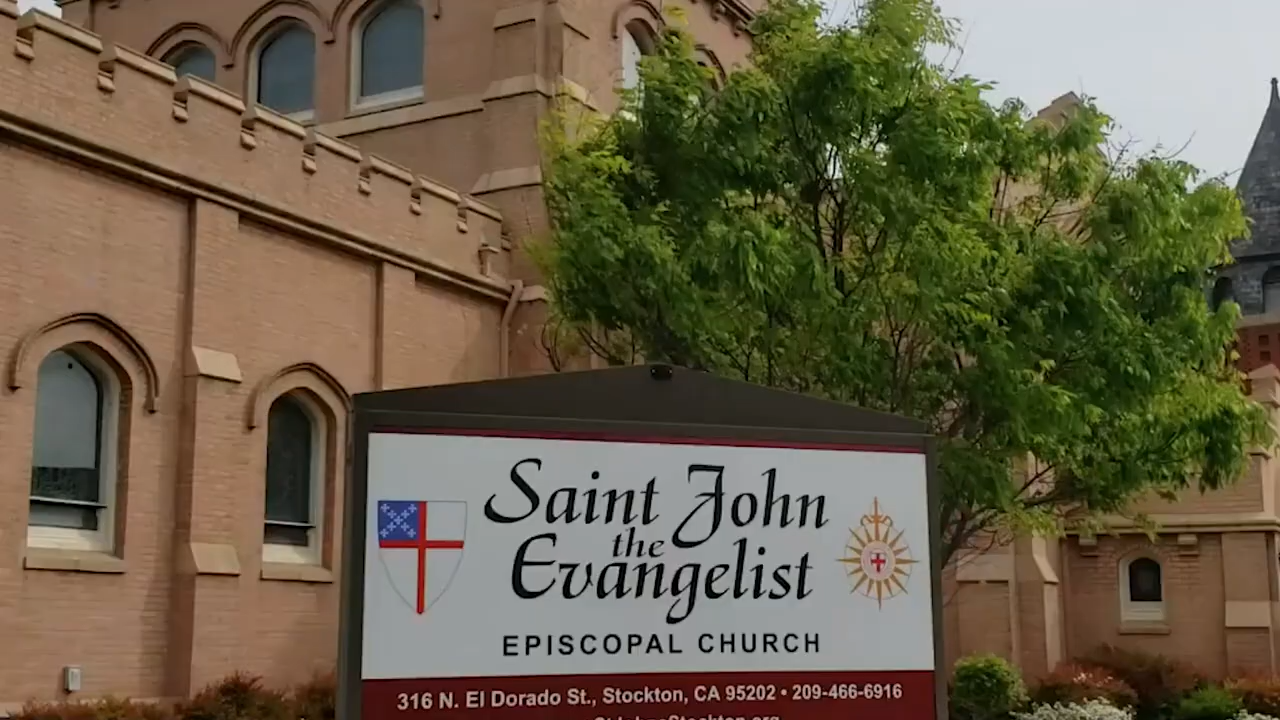 Saint John
the
Evangelist
EPISCOPAL CHURCH
316 N. El Dorado St., Stockton, CA 95202 • 209-466-6916